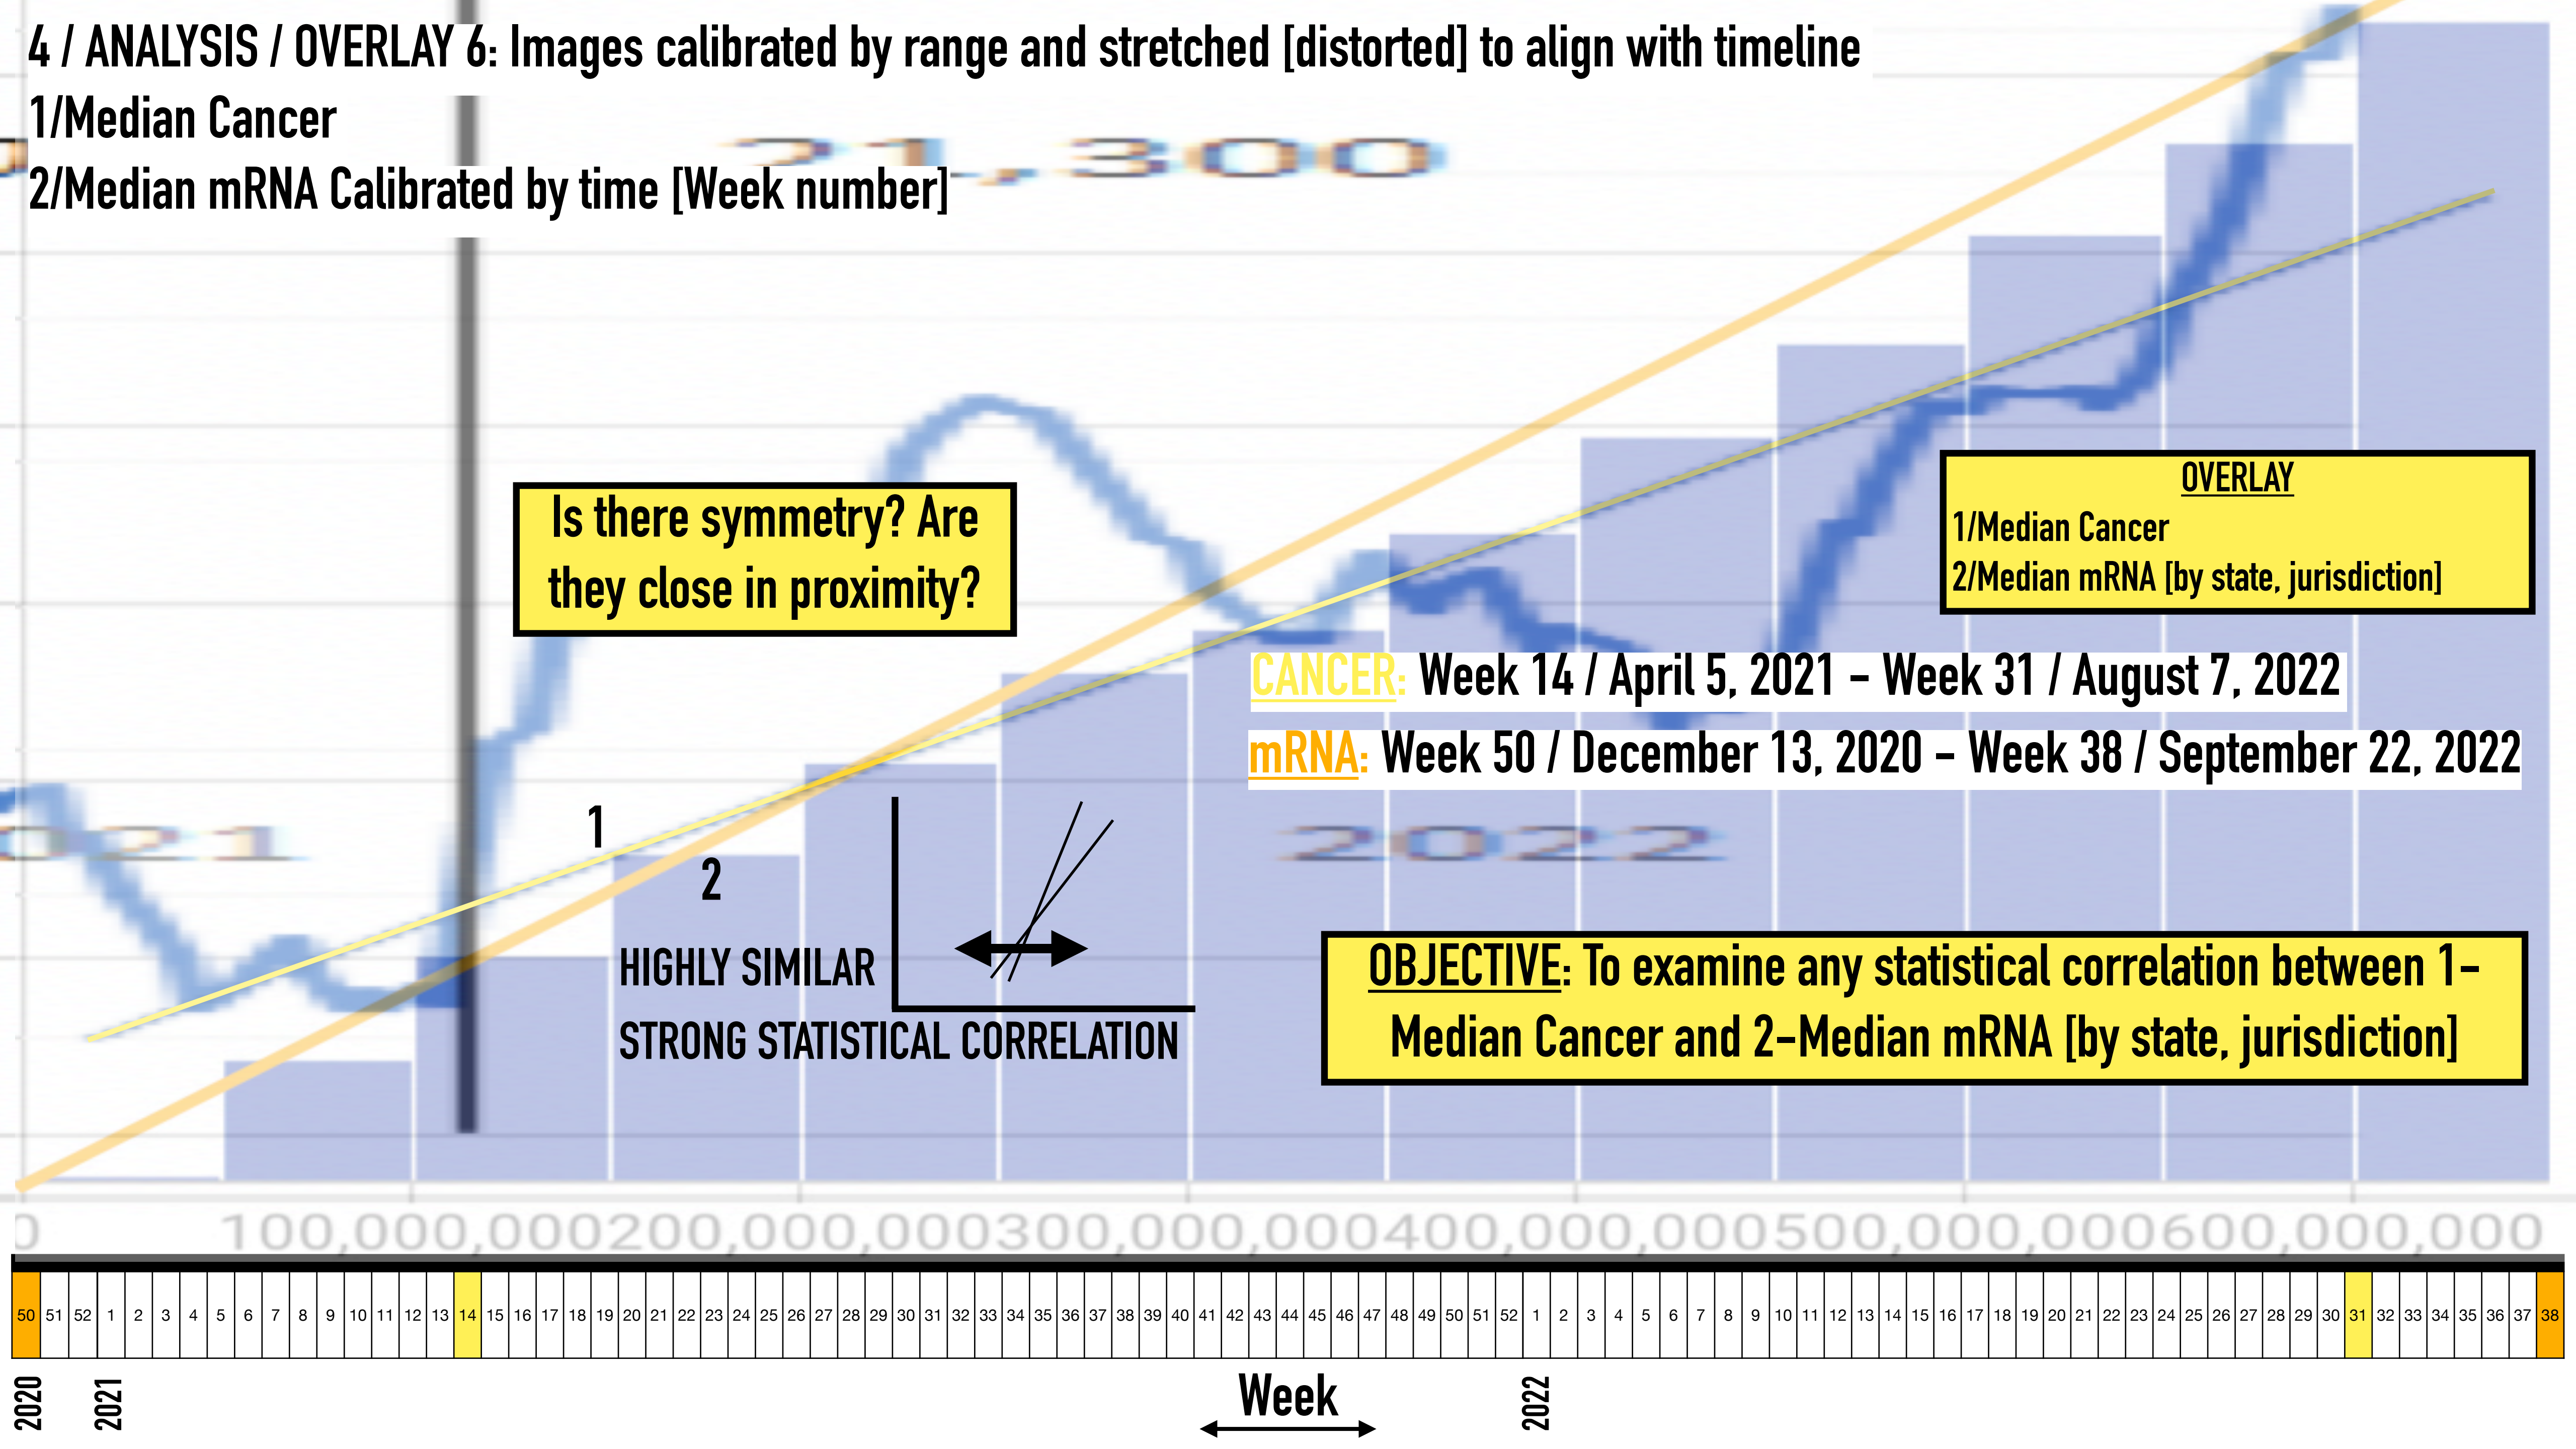 4 / ANALYSIS / OVERLAY 6: Images calibrated by range and stretched [distorted] to align with timeline
1/Median Cancer
2/Median mRNA Calibrated by time [Week number]
21,300
Is there symmetry? Are
they close in proximity?
OVERLAY
1/Median Cancer
2/Median mRNA [by state, jurisdiction]
CANCER: Week 14 / April 5, 2021 – Week 31 / August 7, 2022
mRNA: Week 50 / December 13, 2020 – Week 38 / September 22, 2022
021
2022
1
2
HIGHLY SIMILAR
STRONG STATISTICAL CORRELATION
OBJECTIVE: To examine any statistical correlation between 1–
Median Cancer and 2–Median mRNA [by state, jurisdiction]
0 100,000,000 200,000,000 300,000,000 400,000,000 500,000,000 600,000,000
50 51 52 1 2 3 4 5 6 7 8 9 10 11 12 13 14 15 16 17 18 19 20 21 22 23 24 25 26 27 28 29 30 31 32 33 34 35 36 37 38 39 40 41 42 43 44 45 46 47 48 49 50 51 52 1 2 3 4 5 6 7 8 9 10 11 12 13 14 15 16 17 18 19 20 21 22 23 24 25 26 27 28 29 30 31 32 33 34 35 36 37 38
2020
2021
Week
2022